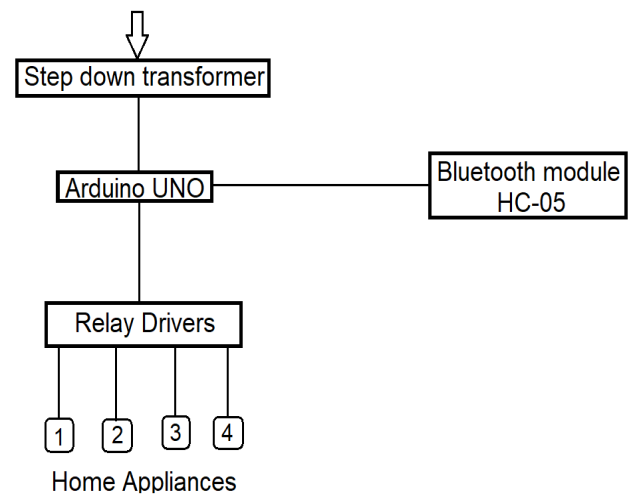 Step down transformer
Arduino UNO
Bluetooth module
HC-05
Relay Drivers
1 2 3 4
Home Appliances